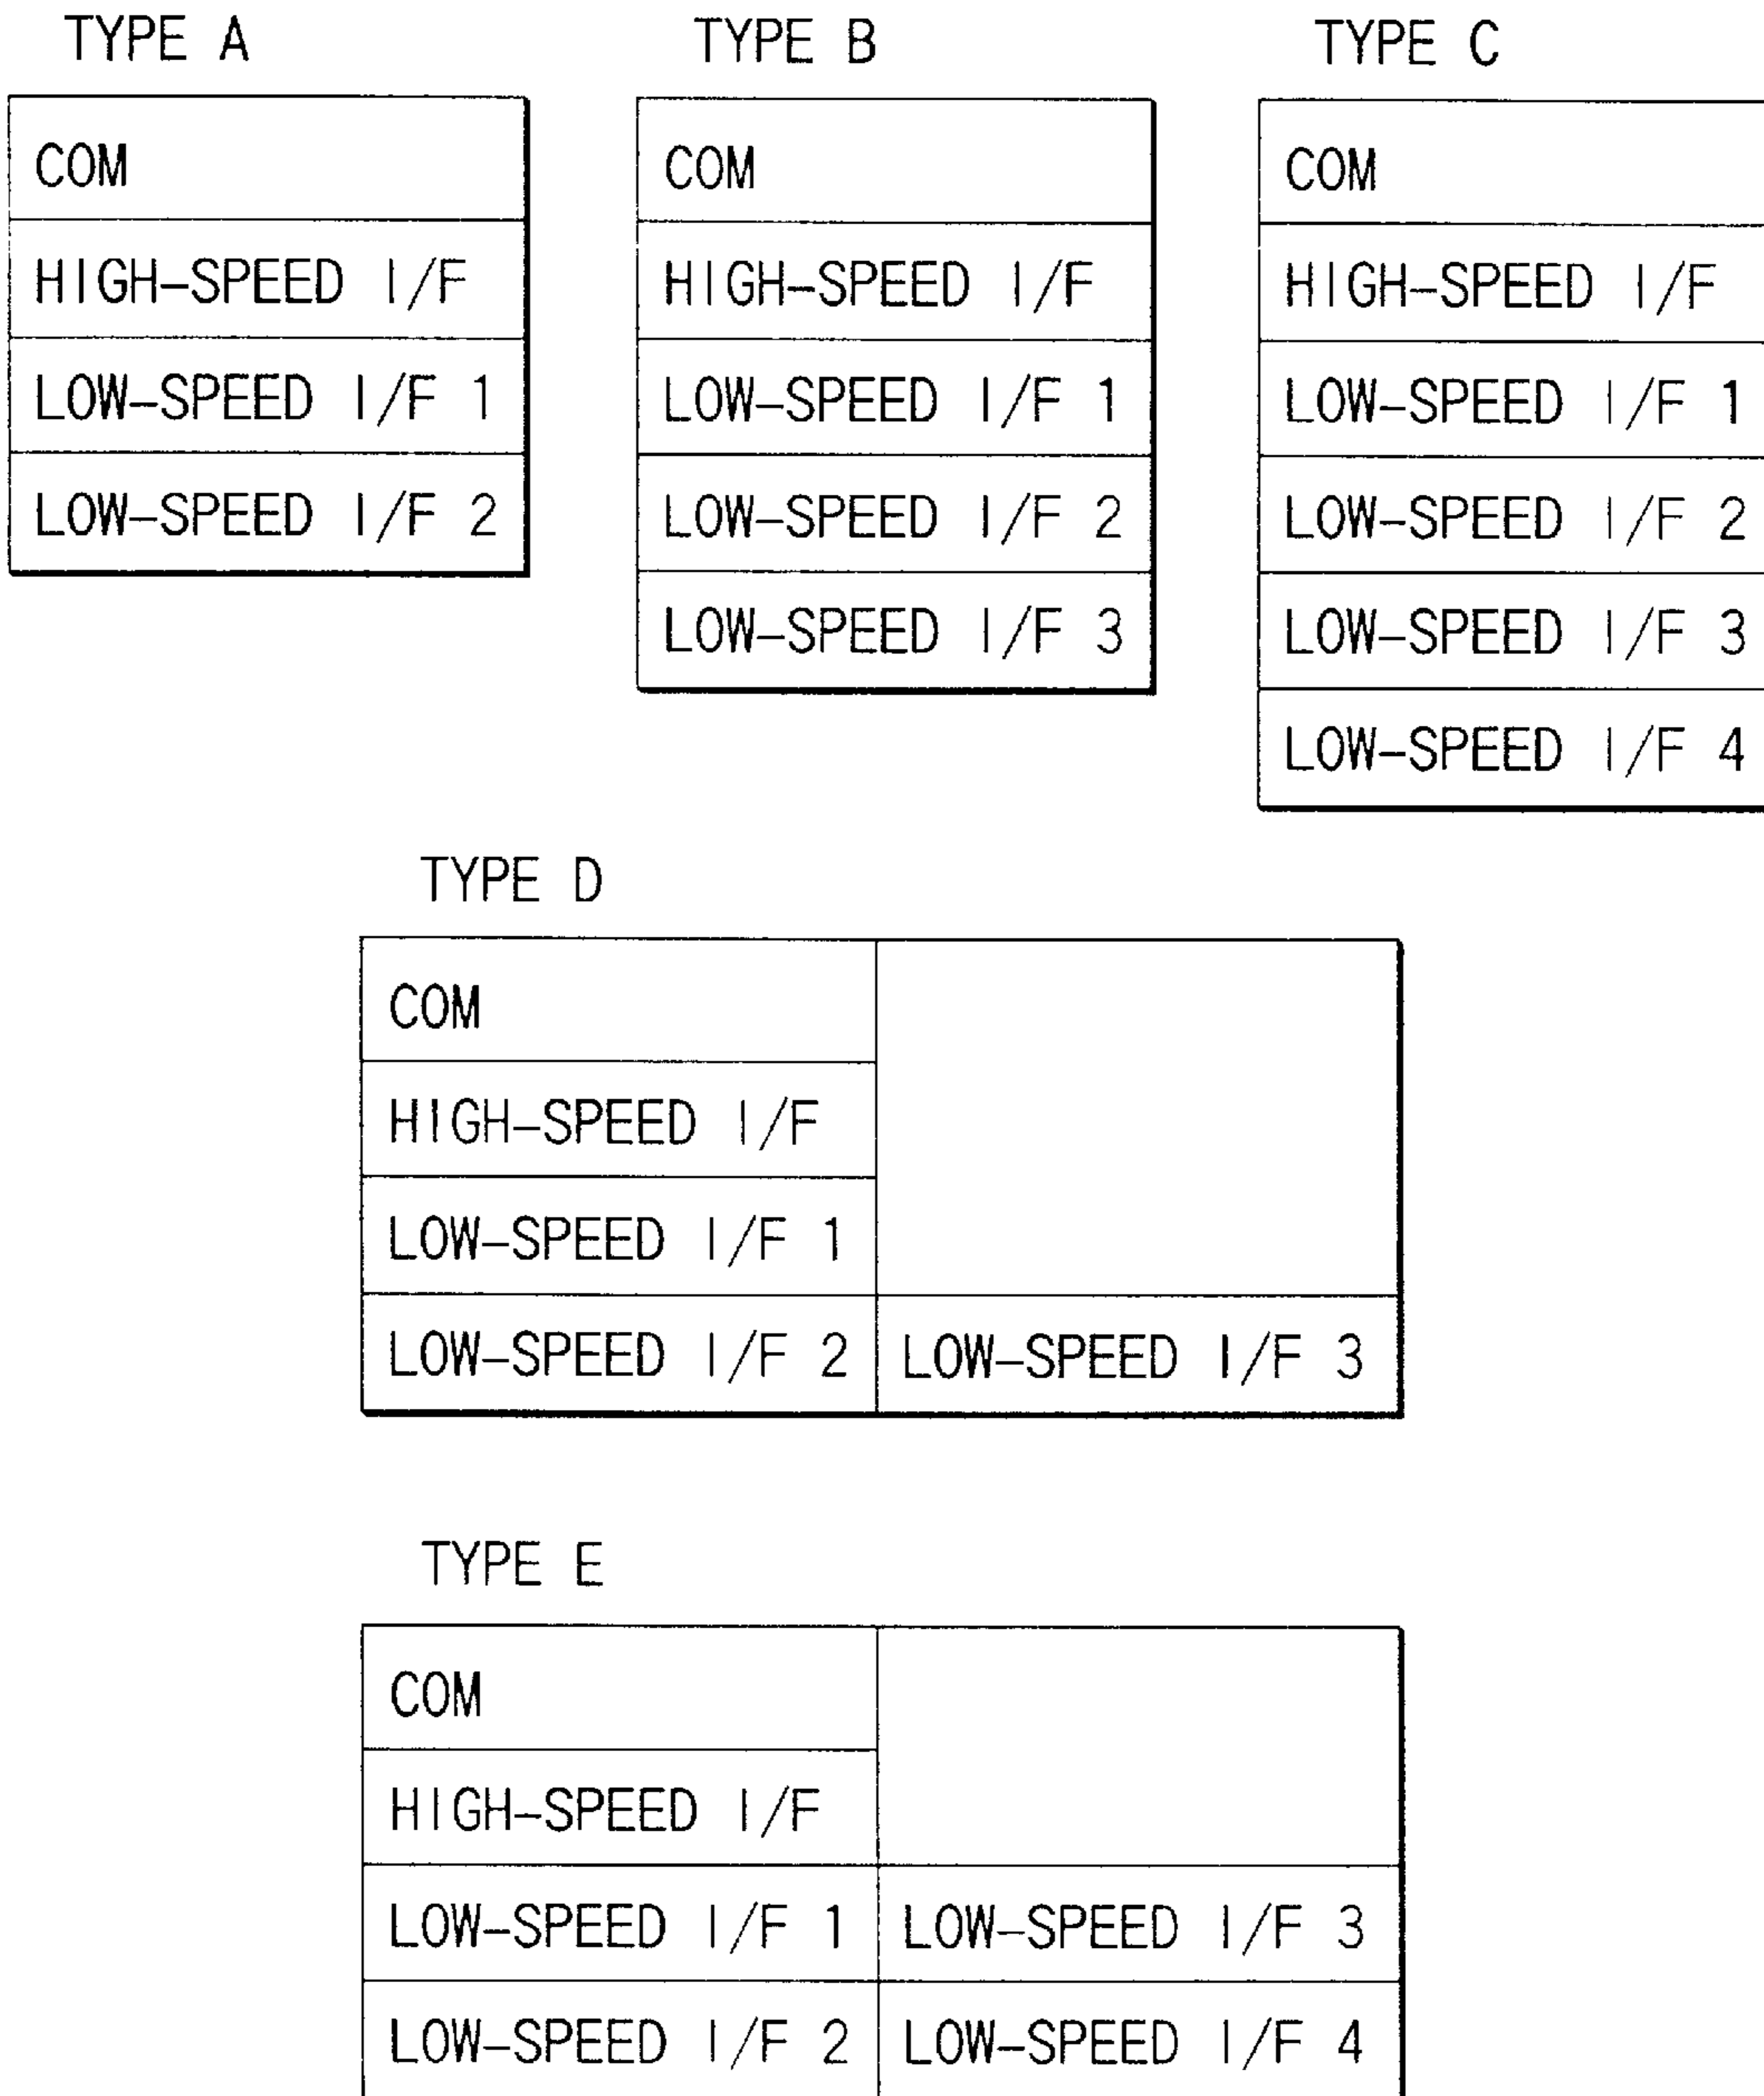 TYPE A
COM
HIGH-SPEED I/F
LOW-SPEED I/F 1
LOW-SPEED I/F 2
TYPE B
COM
HIGH-SPEED I/F
LOW-SPEED I/F 1
LOW-SPEED I/F 2
LOW-SPEED I/F 3
TYPE C
COM
HIGH-SPEED I/F
LOW-SPEED I/F 1
LOW-SPEED I/F 2
LOW-SPEED I/F 3
LOW-SPEED I/F 4
TYPE D
COM
HIGH-SPEED I/F
LOW-SPEED I/F 1
LOW-SPEED I/F 2
LOW-SPEED I/F 3
TYPE E
COM
HIGH-SPEED I/F
LOW-SPEED I/F 1
LOW-SPEED I/F 3
LOW-SPEED I/F 2
LOW-SPEED I/F 4